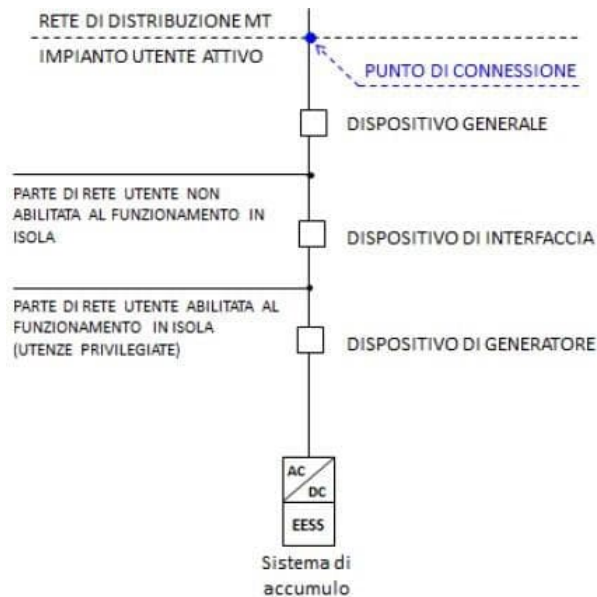 RETE DI DISTRIBUZIONE MT
IMPIANTO UTENTE ATTIVO
PUNTO DI CONNESSIONE
DISPOSITIVO GENERALE
PARTE DI RETE UTENTE NON
ABILITATA AL FUNZIONAMENTO IN
ISOLA
DISPOSITIVO DI INTERFACCIA
PARTE DI RETE UTENTE ABILITATA AL
FUNZIONAMENTO IN ISOLA
(UTENZE PRIVILEGIATE)
DISPOSITIVO DI GENERATORE
AC
DC
EESS
Sistema di
accumulo